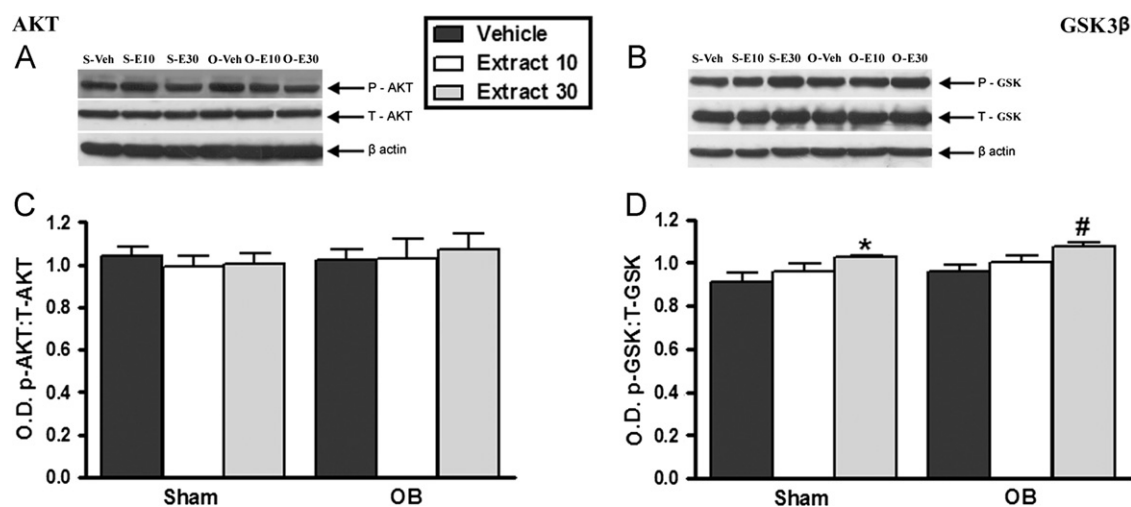 AKT
GSK3β
A
S-Veh S-E10 S-E30 O-Veh O-E10 O-E30
P - AKT
T - AKT
β actin
Vehicle
Extract 10
Extract 30
B
S-Veh S-E10 S-E30 O-Veh O-E10 O-E30
P - GSK
T - GSK
β actin
C
O.D. p-AKT:T-AKT
1.2
1.0
0.8
0.6
0.4
0.2
0.0
Sham OB
D
O.D. p-GSK:T-GSK
1.2
1.0
0.8
0.6
0.4
0.2
0.0
*
#
Sham OB